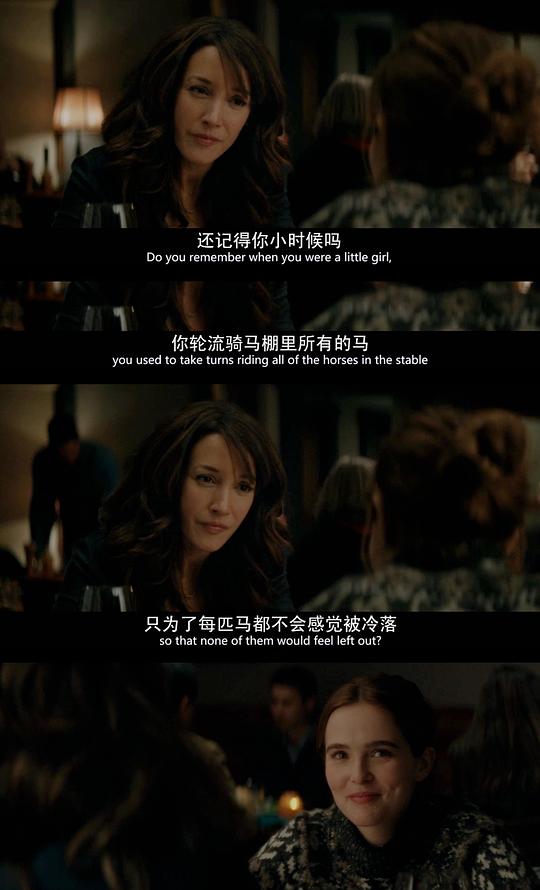 还记得你小时候吗
Do you remember when you were a little girl,
你轮流骑马棚里所有的马
you used to take turns riding all of the horses in the stable
只为了每匹马都不会感觉被冷落
so that none of them would feel left out?